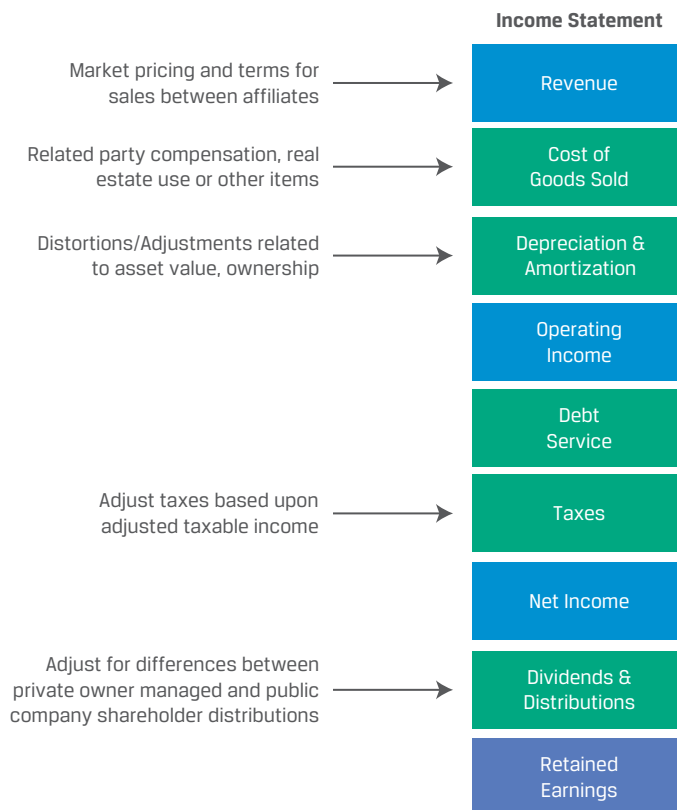 Income Statement
Market pricing and terms for
sales between affiliates
Revenue
Related party compensation, real
estate use or other items
Cost of
Goods Sold
Distortions/Adjustments related
to asset value, ownership
Depreciation &
Amortization
Operating
Income
Debt
Service
Adjust taxes based upon
adjusted taxable income
Taxes
Net Income
Adjust for differences between
private owner managed and public
company shareholder distributions
Dividends &
Distributions
Retained
Earnings